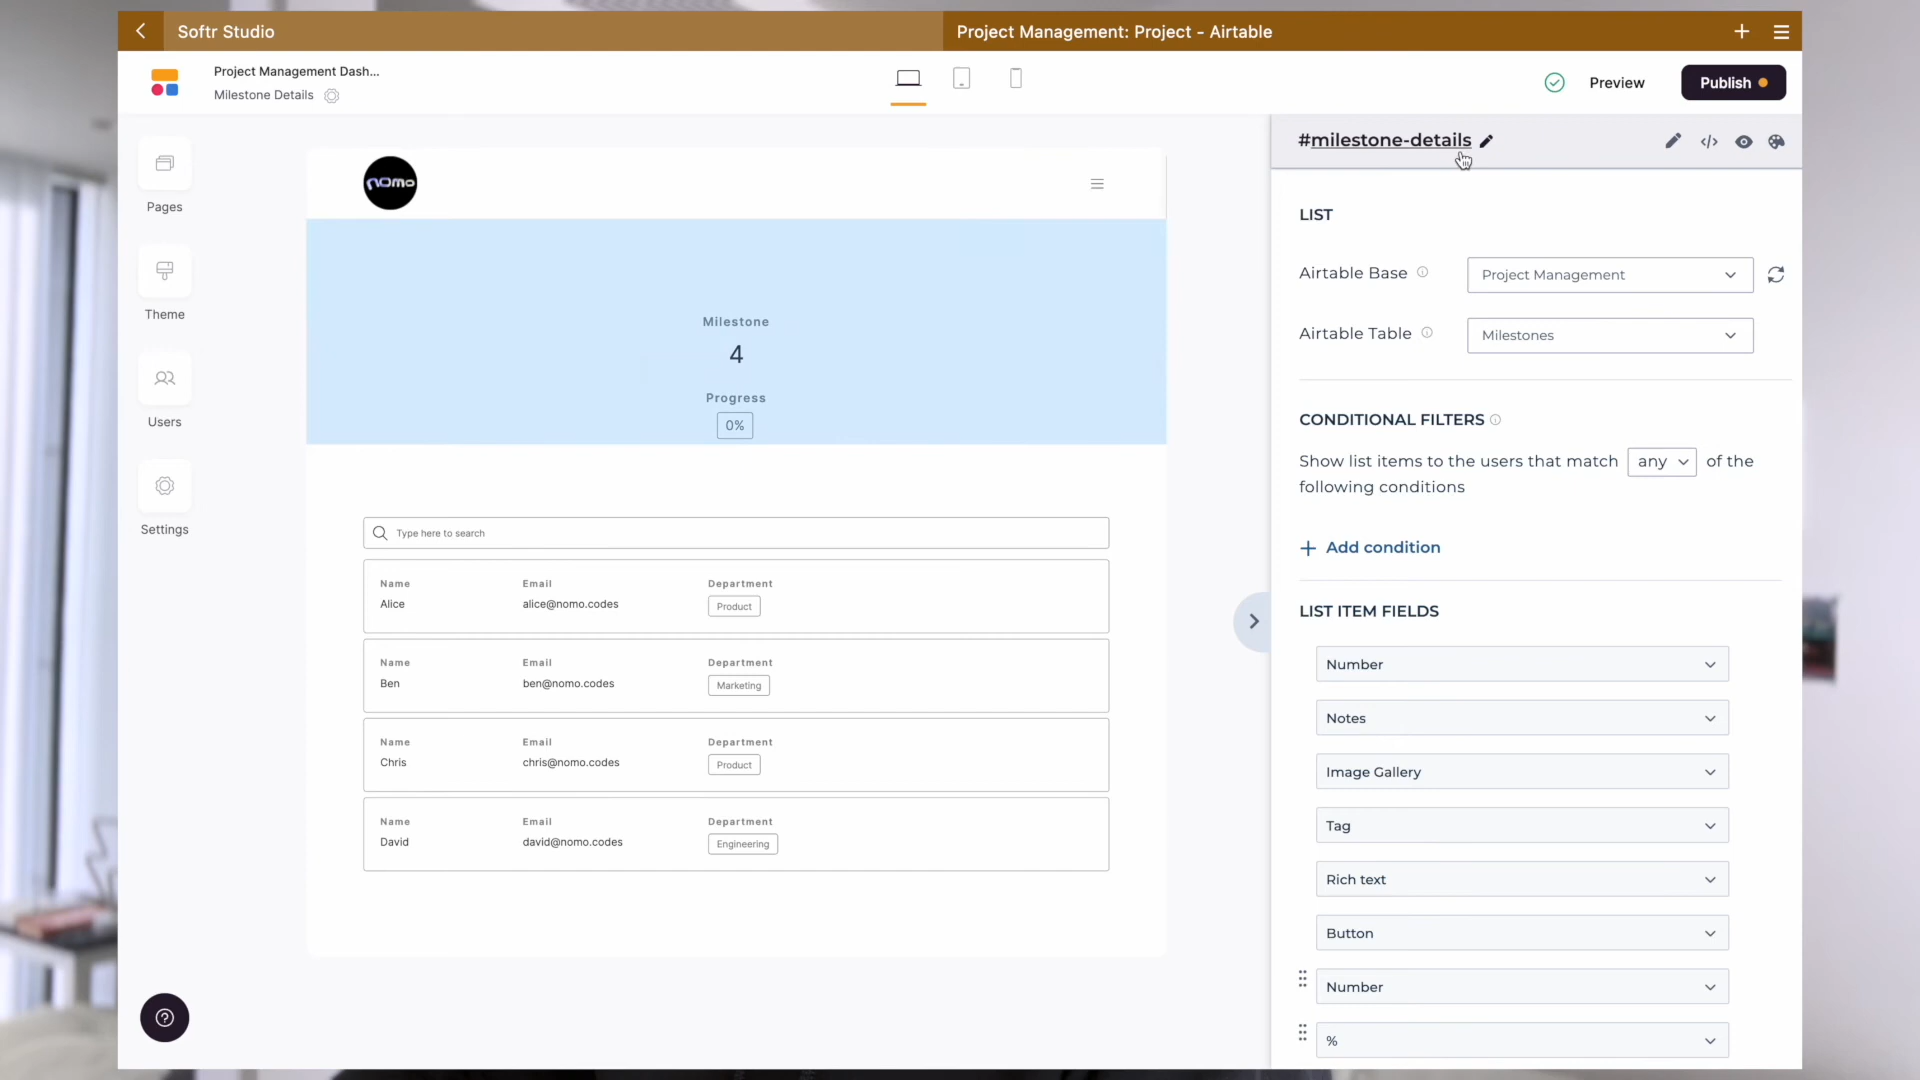 Softr Studio
Project Management: Project - Airtable
Project Management Dash...
Milestone Details
Preview
Publish
Pages
Theme
Users
Settings
nomo
Milestone
4
Progress
0%
Type here to search
Name Email Department
Alice alice@nomo.codes Product
Name Email Department
Ben ben@nomo.codes Marketing
Name Email Department
Chris chris@nomo.codes Product
Name Email Department
David david@nomo.codes Engineering
#milestone-details
LIST
Airtable Base Project Management
Airtable Table Milestones
CONDITIONAL FILTERS
Show list items to the users that match any of the
following conditions
+ Add condition
LIST ITEM FIELDS
Number
Notes
Image Gallery
Tag
Rich text
Button
Number
%